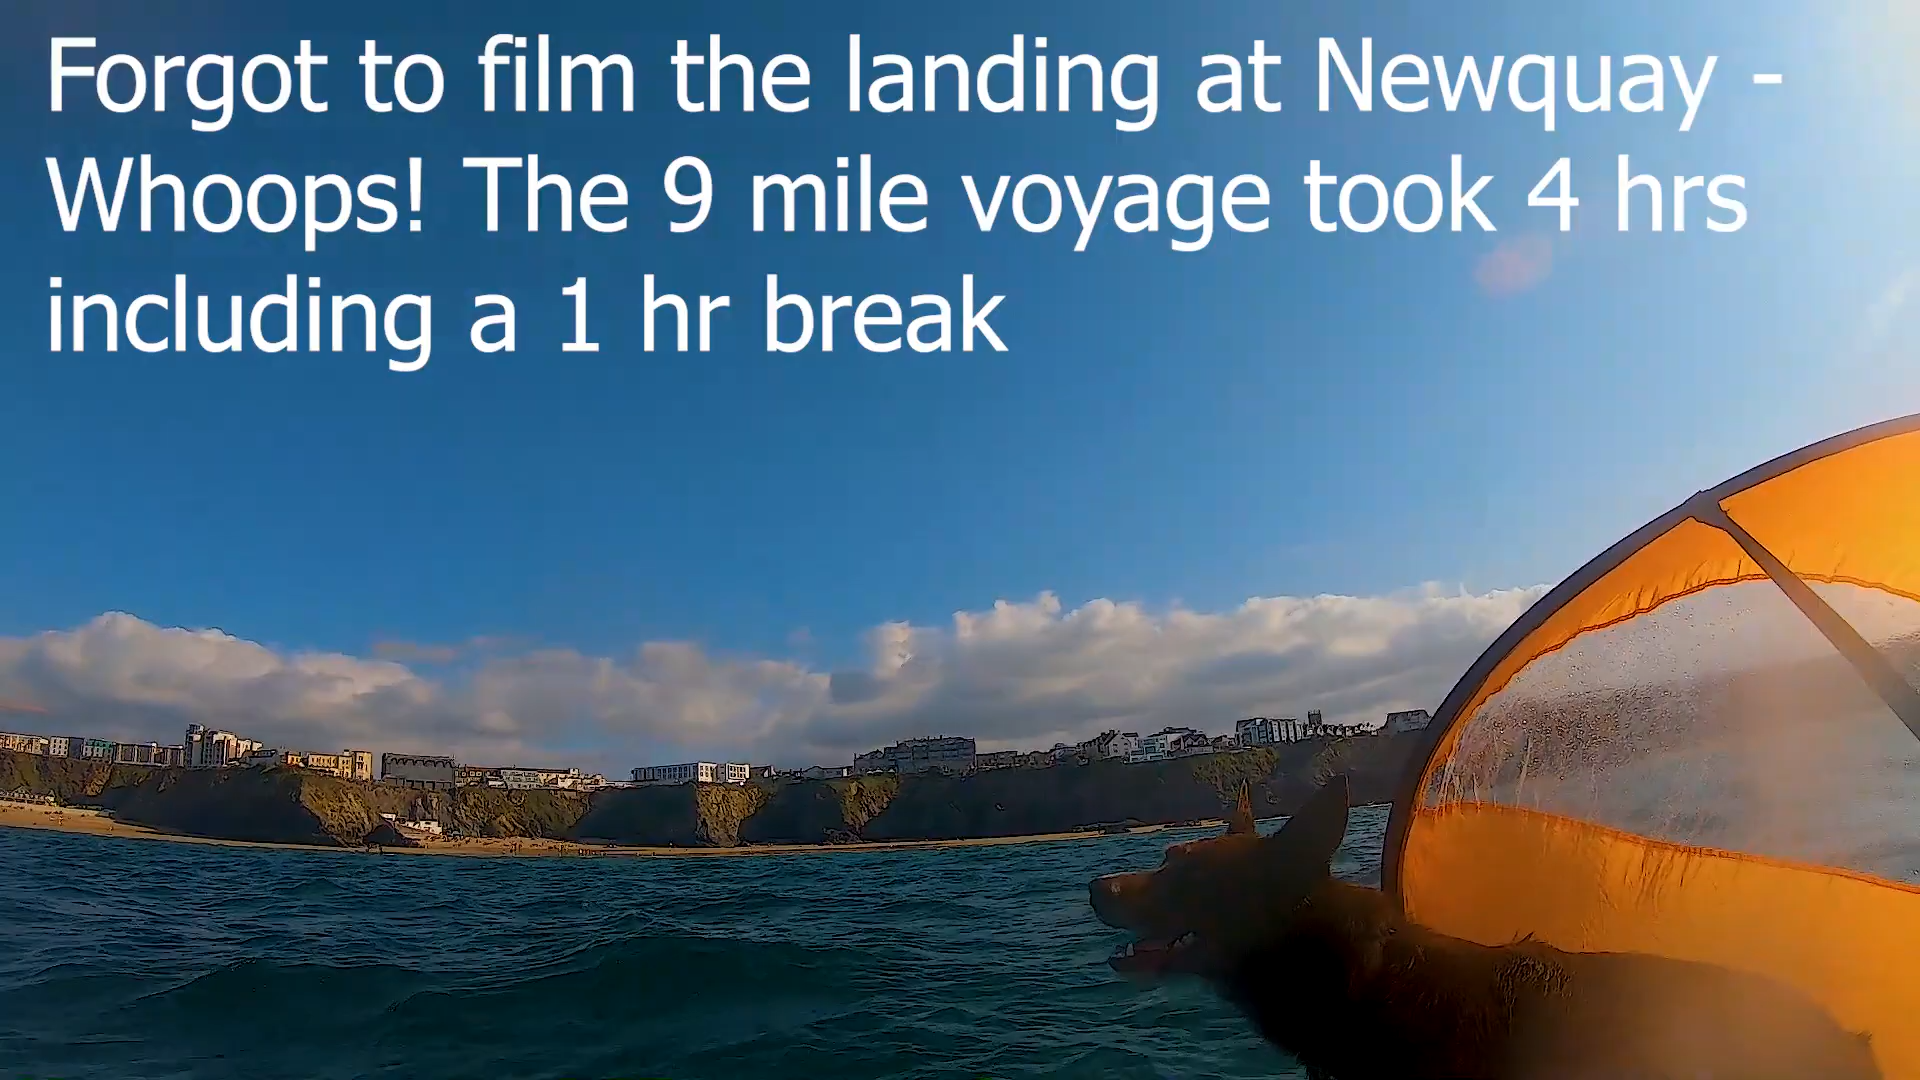 Forgot to film the landing at Newquay -
Whoops! The 9 mile voyage took 4 hrs
including a 1 hr break